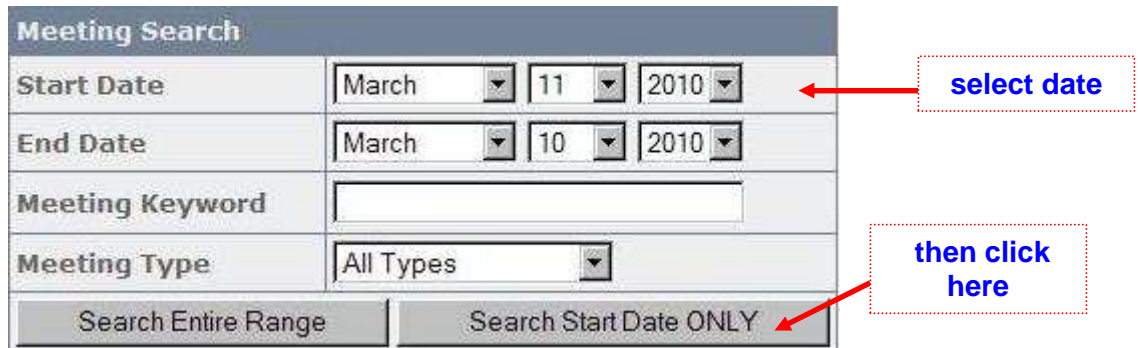 Meeting Search
Start Date March 11 2010 select date
End Date March 10 2010
Meeting Keyword
Meeting Type All Types then click
here
Search Entire Range Search Start Date ONLY